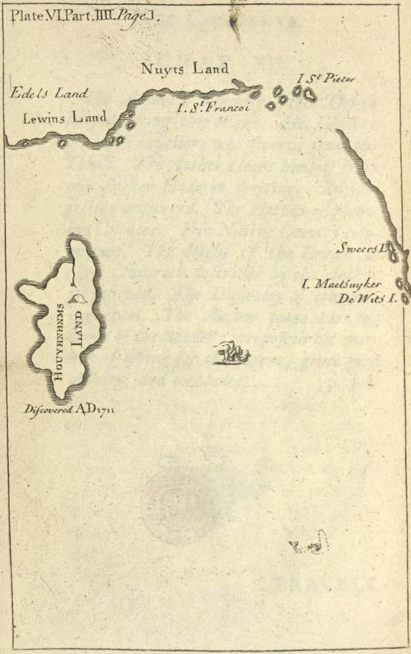 Plate VI. Part. IIII. Page 1.
Nuyts Land
I St Pieter
Edels Land
I. St. Francoi
Lewins Land
Sweers I.
I. Maetsuyker
De Wits I.
HOUYHNHNMS
LAND
Discovered AD 1711